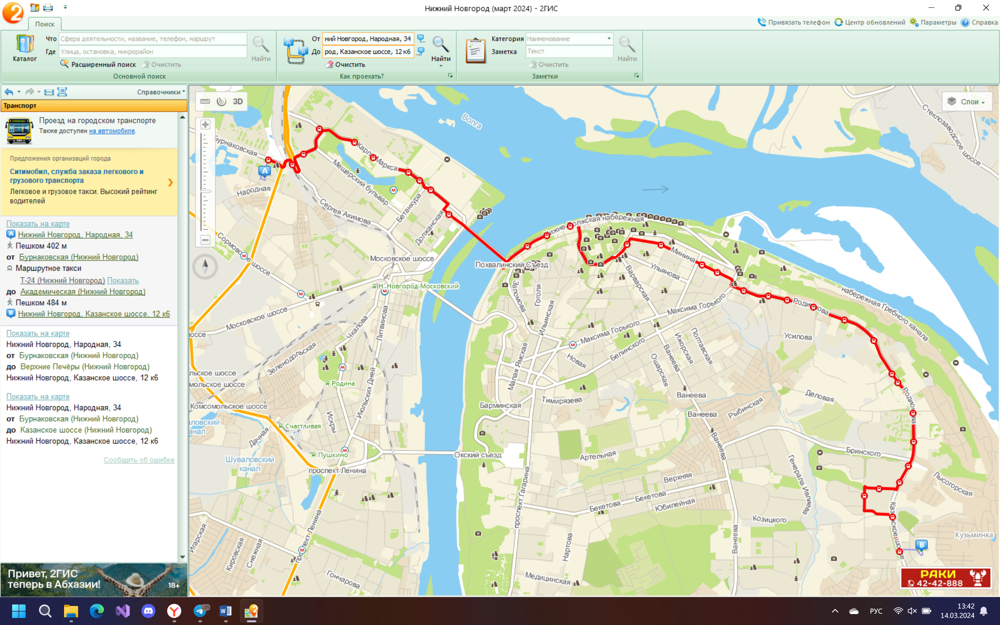 Нижний Новгород (март 2024) - 2ГИС
Поиск
Привязать телефон
Центр обновлений
Параметры
Справка
Каталог
Что
Сфера деятельности, название, телефон, маршрут
Где
Улица, остановка, микрорайон
Расширенный поиск
Очистить
Найти
Основной поиск
A
B
От
ний Новгород, Народная, 34
До
род, Казанское шоссе, 12 к6
Очистить
Найти
Как проехать?
Категория
Наименование
Заметка
Текст
Очистить
Найти
Заметки
Справочники
Транспорт
Проезд на городском транспорте
Также доступен на автомобиле.
Предложения организаций города
Ситимобил, служба заказа легкового и
грузового транспорта
Легковое и грузовое такси. Высокий рейтинг
водителей
Показать на карте
A Нижний Новгород, Народная, 34
Пешком 402 м
от Бурнаковская (Нижний Новгород)
Маршрутное такси
Т-24 (Нижний Новгород) Показать
до Академическая (Нижний Новгород)
Пешком 484 м
B Нижний Новгород, Казанское шоссе, 12 к6
Показать на карте
Нижний Новгород, Народная, 34
от Бурнаковская (Нижний Новгород)
до Верхние Печёры (Нижний Новгород)
Нижний Новгород, Казанское шоссе, 12 к6
Показать на карте
Нижний Новгород, Народная, 34
от Бурнаковская (Нижний Новгород)
до Казанское шоссе (Нижний Новгород)
Нижний Новгород, Казанское шоссе, 12 к6
Сообщить об ошибке
Привет, 2ГИС
теперь в Абхазии!
18+
3D
Слои
Волга
Стеклозаводское шоссе
Бурнаковская
Карла Маркса
A
Мещерский бульвар
Народная
Сергея Акимова
Бетанкура
Должанская
Нижне-Волжская набережная
Сормовское шоссе
Московское шоссе
Похвалинский Съезд
Минина
Ульянова
Варварская
Н. Новгород-Московский
Заломова
Гоголя
Ильинская
Максима Горького
Родионова
набережная Гребного канала
Московское шоссе
Чкалова
Литвинова
Максима Горького
Белинского
Ижорская
Полтавская
Усилова
Зеленодольская
Малая Ямская
Новая
Ошарская
Ванеева
Родина
Июльских Дней
Комсомольское шоссе
Барминская
Тимирязева
Ванеева
Ванеева
Рыбинская
Деловая
Родионова
Счастливая
Искры
Дачная
Пушкино
Шуваловский
канал
проспект Ленина
Окский съезд
Артельная
Ванеева
Бринского
Генерала Ивлиева
Лысогорская
Верхняя
Бекетова
Бекетова
Юбилейная
Козицкого
проспект Гагарина
Казанское шоссе
Кузьминка
B
Игарская
Кировская
Снежная
проспект Ленина
Гончарова
Нартова
Медицинская
Ванеева
РАКИ
42-42-888
РУС
13:42
14.03.2024